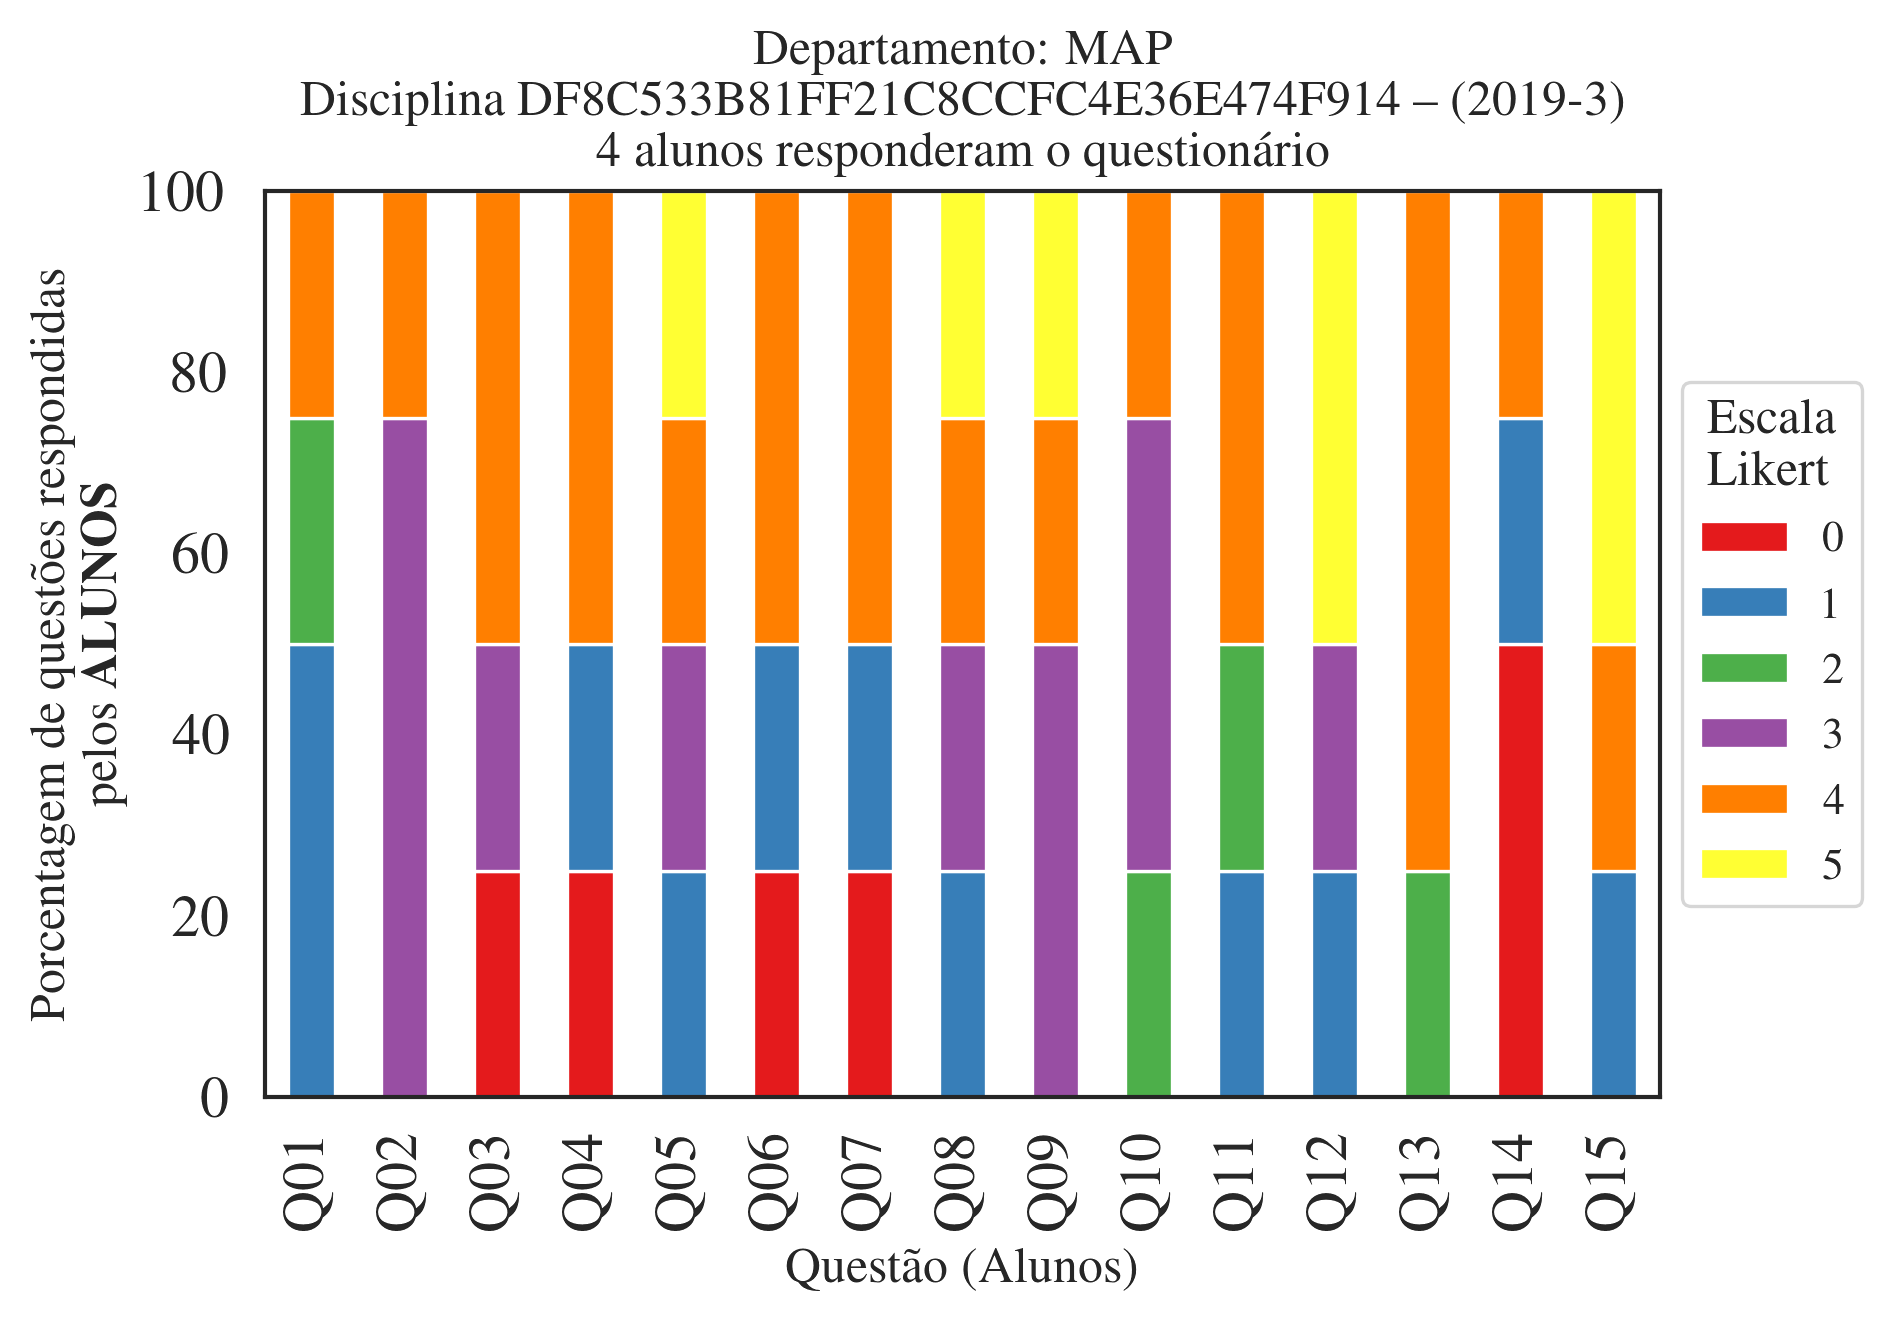 Departamento: MAP
Disciplina DF8C533B81FF21C8CCFC4E36E474F914 – (2019-3)
4 alunos responderam o questionário
Porcentagem de questões respondidas
pelos ALUNOS
100
80
60
40
20
0
Q01
Q02
Q03
Q04
Q05
Q06
Q07
Q08
Q09
Q10
Q11
Q12
Q13
Q14
Q15
Questão (Alunos)
Escala
Likert
0
1
2
3
4
5